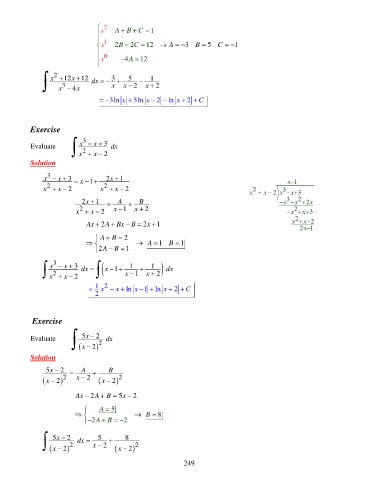 x² A + B + C = 1
x¹ 2B − 2C = 12 → A = −3 B = 5 C = −1
x⁰ −4A = 12
∫ (x² + 12x + 12)/(x³ − 4x) dx = − 3/x + 5/(x − 2) − 1/(x + 2)
= −3 ln|x| + 5 ln|x − 2| − ln|x + 2| + C
Exercise
Evaluate ∫ (x³ − x + 3)/(x² + x − 2) dx
Solution
(x³ − x + 3)/(x² + x − 2) = x − 1 + (2x + 1)/(x² + x − 2)
x−1
x² + x − 2 x³ − x + 3
−x³ − x² + 2x
−x² + x + 3
x² + x − 2
2x−1
(2x + 1)/(x² + x − 2) = A/(x − 1) + B/(x + 2)
Ax + 2A + Bx − B = 2x + 1
⇒ { A + B = 2
2A − B = 1 → A = 1 B = 1
∫ (x³ − x + 3)/(x² + x − 2) dx = ∫ (x − 1 + 1/(x − 1) + 1/(x + 2)) dx
= 1/2 x² − x + ln|x − 1| + ln|x + 2| + C
Exercise
Evaluate ∫ (5x − 2)/(x − 2)² dx
Solution
(5x − 2)/(x − 2)² = A/(x − 2) + B/(x − 2)²
Ax − 2A + B = 5x − 2
⇒ { A = 5
−2A + B = −2 → B = 8
∫ (5x − 2)/(x − 2)² dx = 5/(x − 2) + 8/(x − 2)²
249